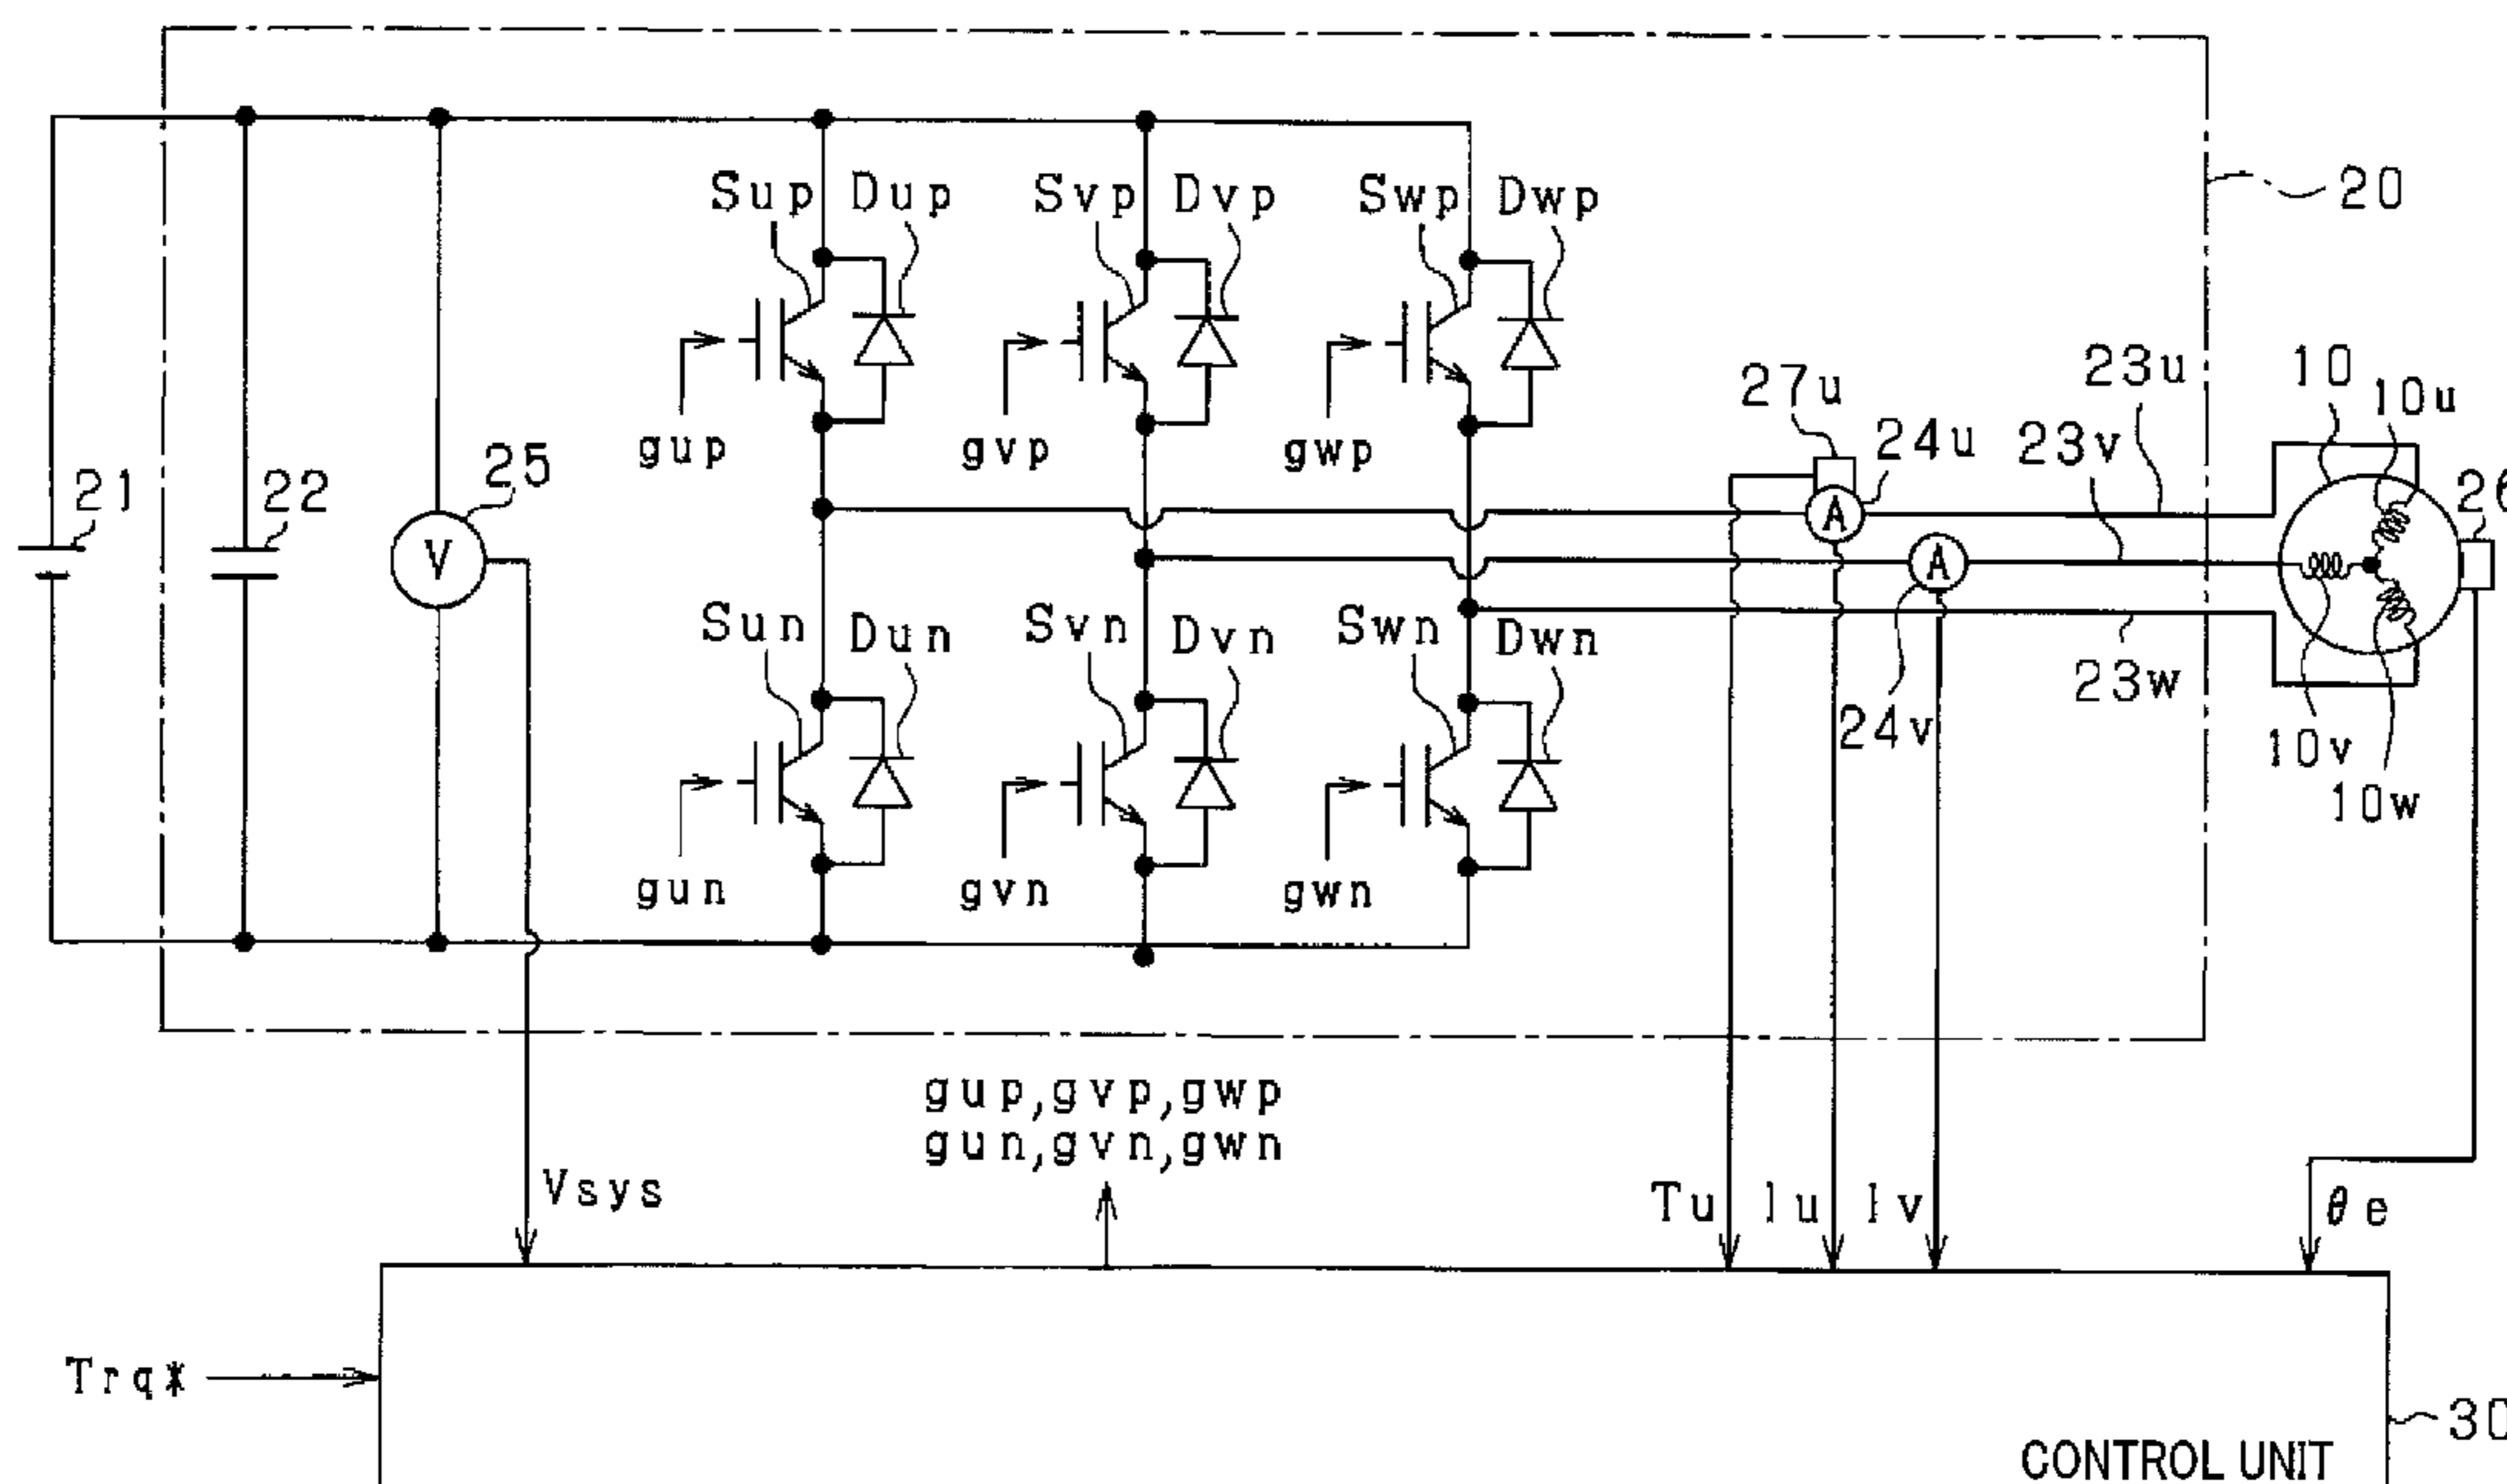 20
Sup Dup Svp Dvp Swp Dwp
gup gvp gwp
27u
24u
23u
23v
10
10u
26
21
22
25
V
A
A
Sun Dun Svn Dvn Swn Dwn
23w
24v
10v
10w
gun gvn gwn
gup,gvp,gwp
gun,gvn,gwn
Vsys
Tu Iu Iv
θe
Trq*
30
CONTROL UNIT